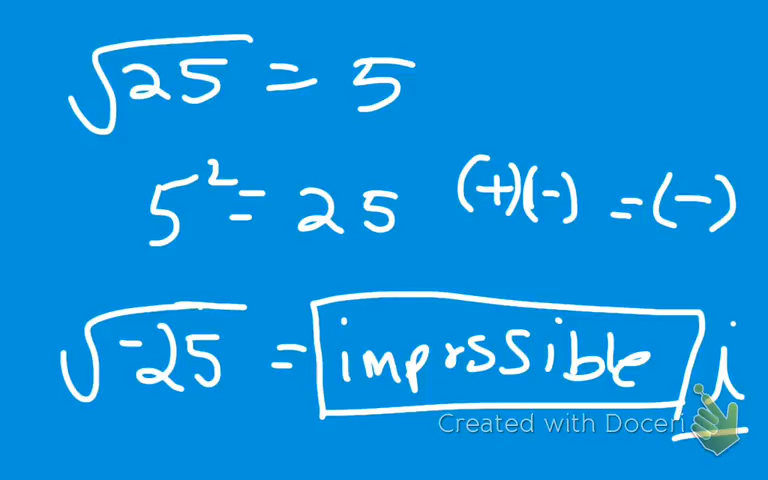 √25 = 5
5² = 25 (+)(-) = (-)
√-25 = impossible i
Created with Doceri